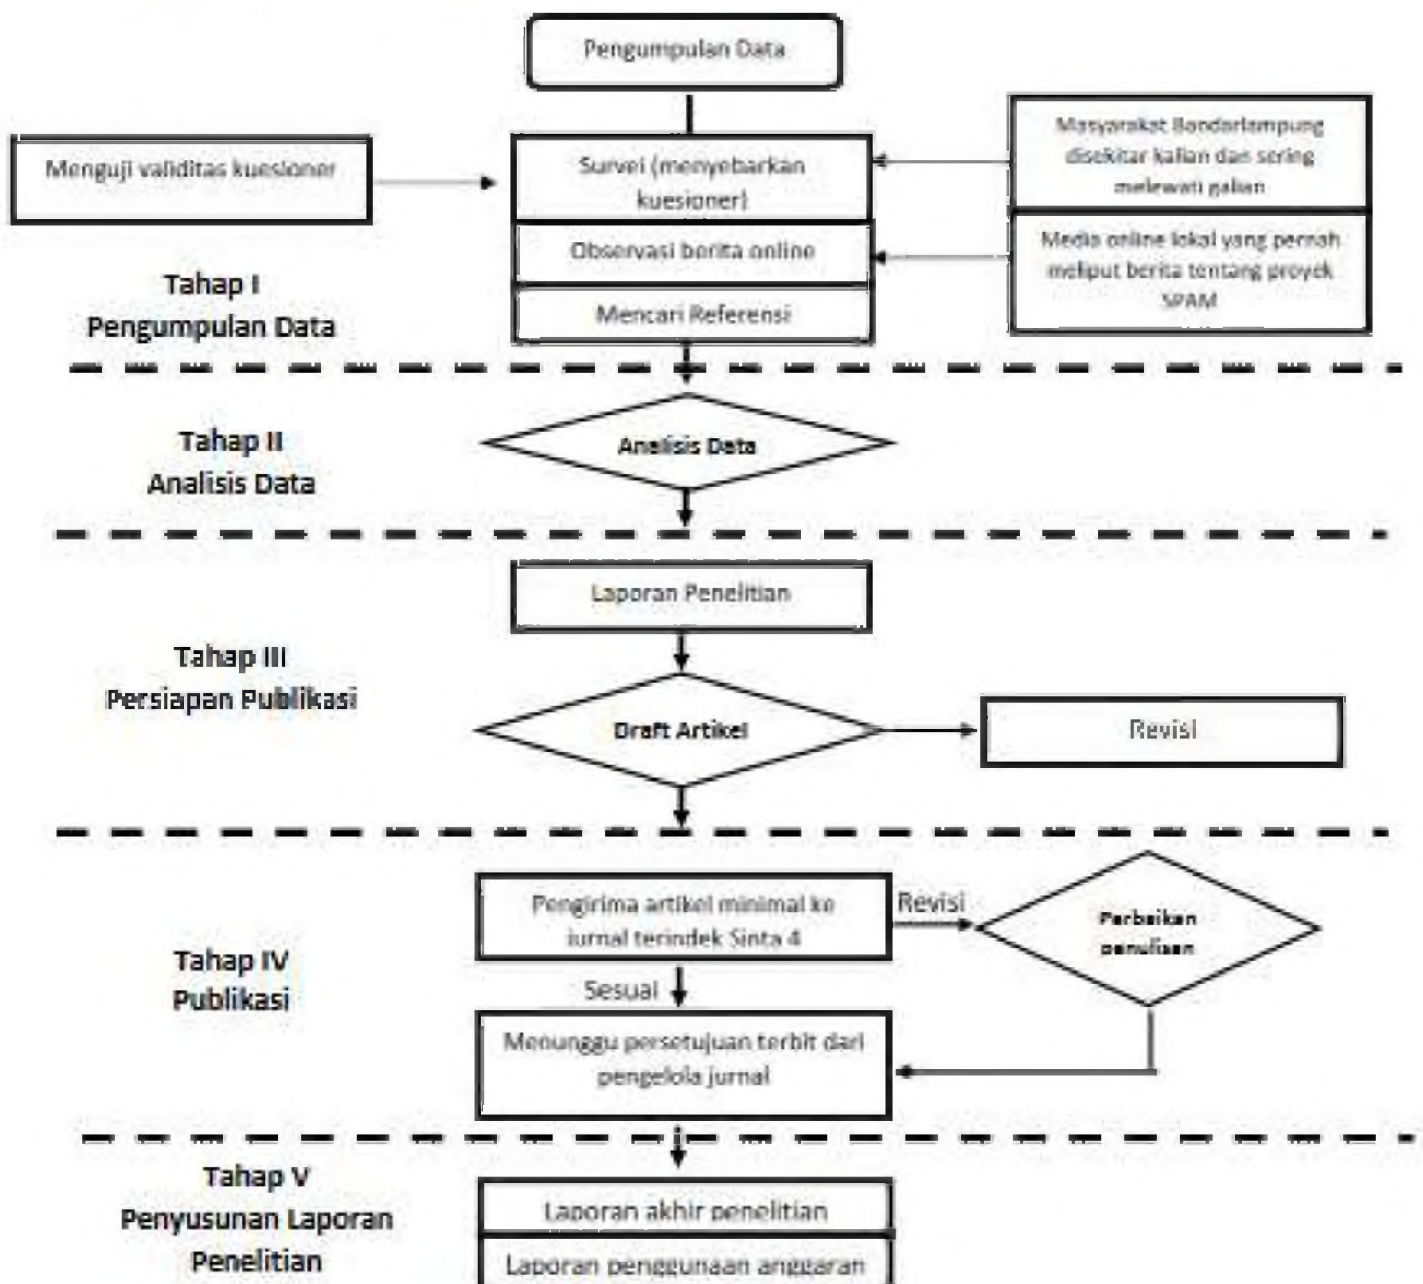 Pengumpulan Data
Menguji validitas kuesioner
Survei (menyebarkan
kuesioner)
Masyarakat Bandarlampung
disekitar kalian dan sering
melewati galian
Observasi berita online
Media online lokal yang pernah
meliput berita tentang proyek
SPAM
Mencari Referensi
Tahap I
Pengumpulan Data
Tahap II
Analisis Data
Analisis Data
Laporan Penelitian
Tahap III
Persiapan Publikasi
Draft Artikel
Revisi
Tahap IV
Publikasi
Pengirima artikel minimal ke
jurnal terindek Sinta 4
Revisi
Perbaikan
penulisan
Sesuai
Menunggu persetujuan terbit dari
pengelola jurnal
Tahap V
Penyusunan Laporan
Penelitian
Laporan akhir penelitian
Laporan penggunaan anggaran